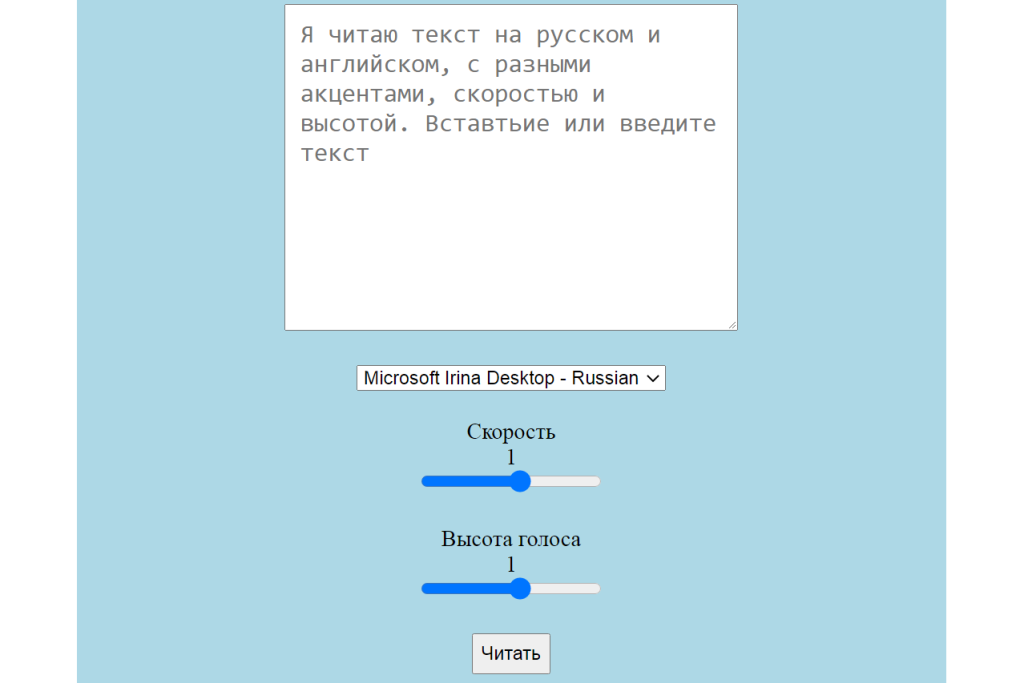 Я читаю текст на русском и
английском, с разными
акцентами, скоростью и
высотой. Вставтьие или введите
текст
Microsoft Irina Desktop - Russian
Скорость
1
Высота голоса
1
Читать